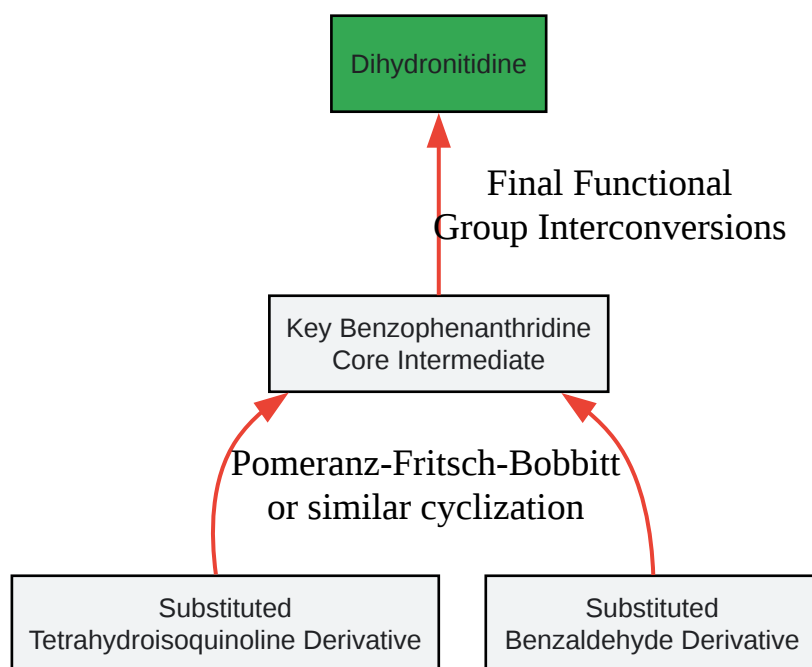 Dihydronitidine
Final Functional
Group Interconversions
Key Benzophenanthridine
Core Intermediate
Pomeranz-Fritsch-Bobbitt
or similar cyclization
Substituted
Tetrahydroisoquinoline Derivative
Substituted
Benzaldehyde Derivative